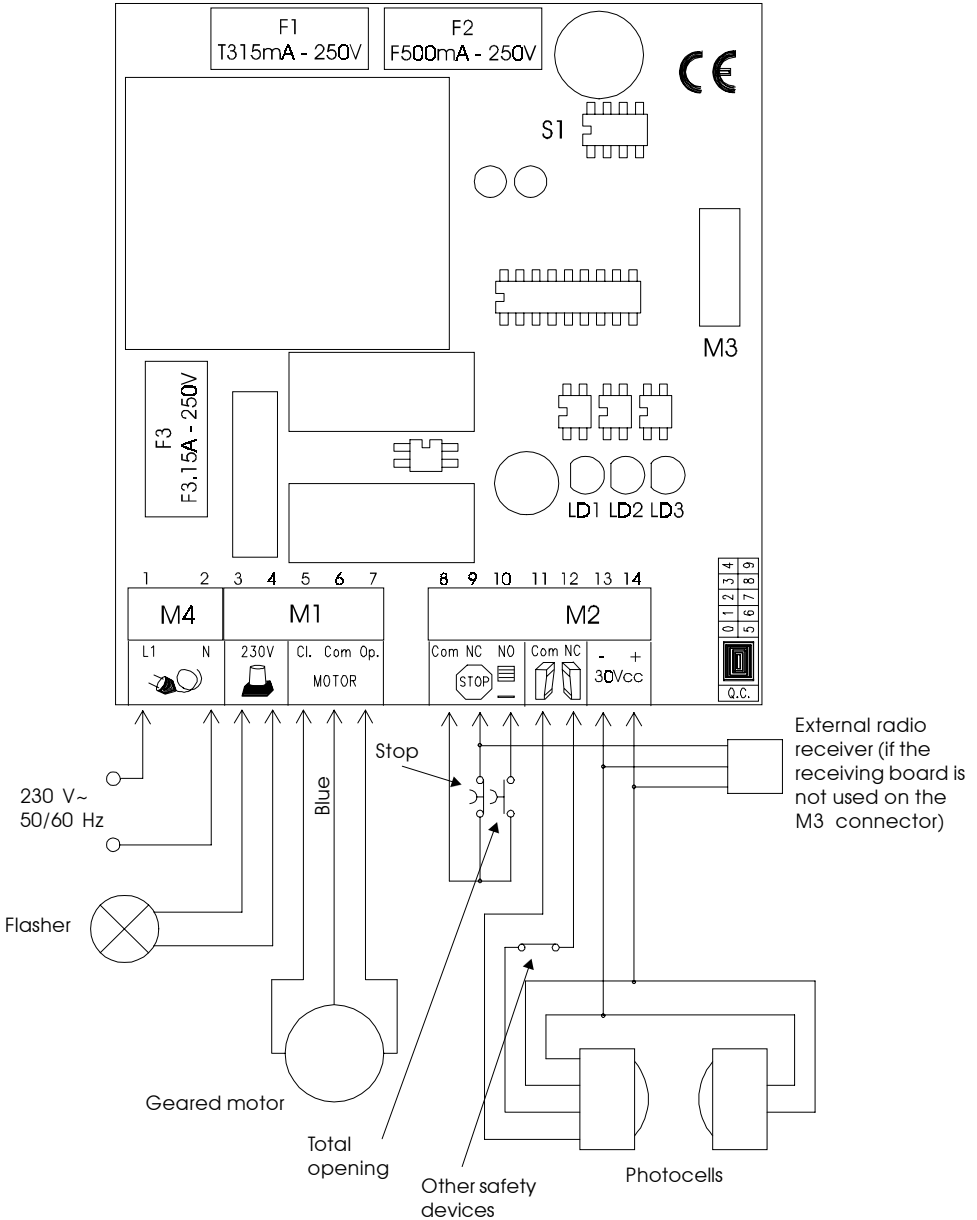 F1
T315mA - 250V
F2
F500mA - 250V
CE
S1
M3
F3
F3.15A - 250V
LD1 LD2 LD3
1 2 3 4 5 6 7 8 9 10 11 12 13 14
M4 M1 M2
L1 N 230V Cl. Com Op. Com NC NO Com NC - +
MOTOR STOP 30Vcc
0 1 2 3 4
5 6 7 8 9
Q.C.
Stop
External radio
receiver (if the
receiving board is
not used on the
M3 connector)
230 V~
50/60 Hz
Blue
Flasher
Geared motor
Total
opening
Other safety
devices
Photocells